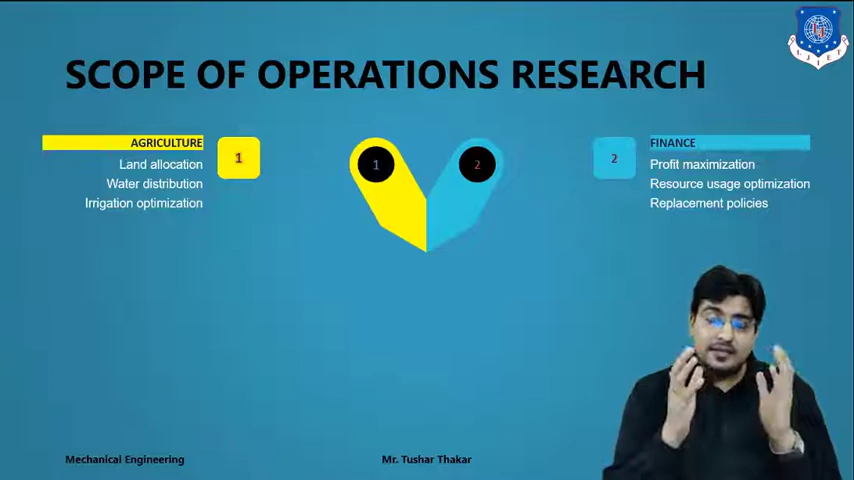 SCOPE OF OPERATIONS RESEARCH
AGRICULTURE
Land allocation
Water distribution
Irrigation optimization
1
1
2
2
FINANCE
Profit maximization
Resource usage optimization
Replacement policies
Mechanical Engineering
Mr. Tushar Thakar